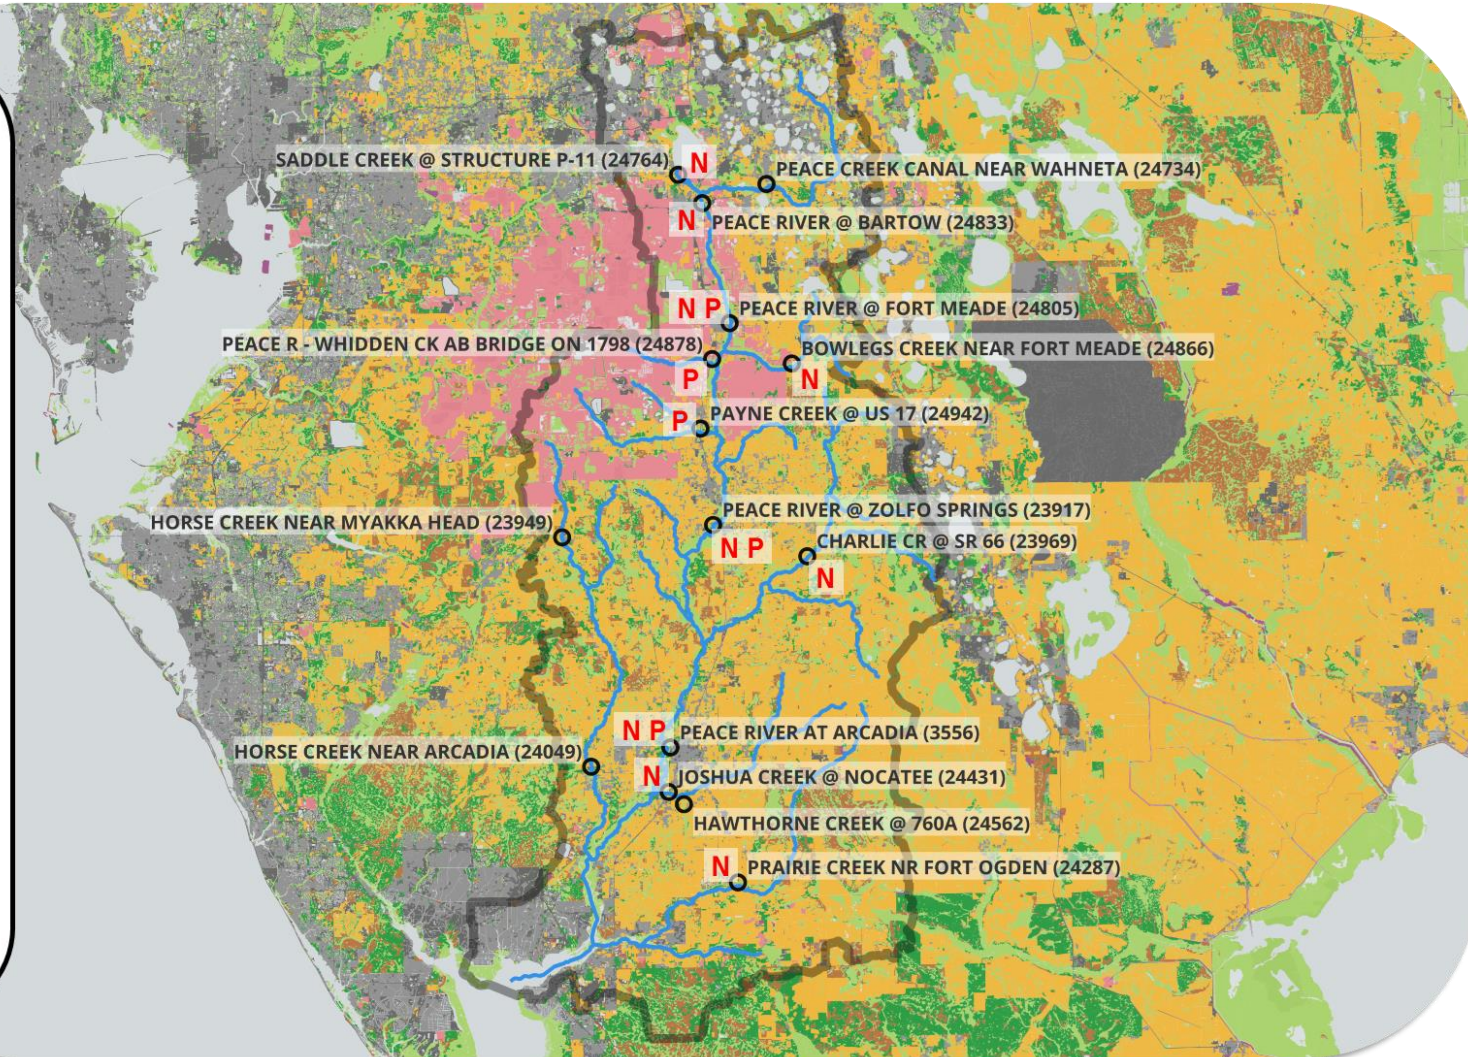 SADDLE CREEK @ STRUCTURE P-11 (24764)
N
PEACE CREEK CANAL NEAR WAHNETA (24734)
N
PEACE RIVER @ BARTOW (24833)
N P
PEACE RIVER @ FORT MEADE (24805)
PEACE R - WHIDDEN CK AB BRIDGE ON 1798 (24878)
P
BOWLEGS CREEK NEAR FORT MEADE (24866)
N
P
PAYNE CREEK @ US 17 (24942)
HORSE CREEK NEAR MYAKKA HEAD (23949)
PEACE RIVER @ ZOLFO SPRINGS (23917)
N P
CHARLIE CR @ SR 66 (23969)
N
N P
PEACE RIVER AT ARCADIA (3556)
HORSE CREEK NEAR ARCADIA (24049)
N
JOSHUA CREEK @ NOCATEE (24431)
HAWTHORNE CREEK @ 760A (24562)
N
PRAIRIE CREEK NR FORT OGDEN (24287)